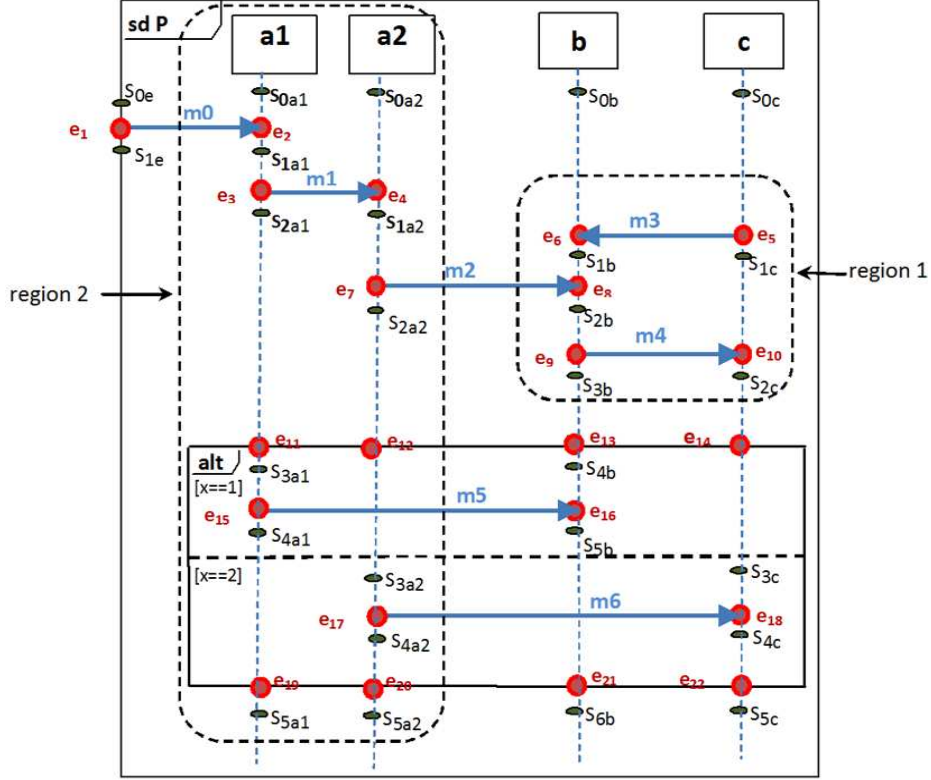 sd P
a1
a2
b
c
S0e
S0a1
S0a2
S0b
S0c
m0
e1
e2
S1e
S1a1
m1
e3
e4
S2a1
S1a2
m3
e6
e5
S1b
S1c
region 1
region 2
m2
e7
e8
S2b
S2a2
m4
e9
e10
S3b
S2c
e11
e12
e13
e14
alt
S3a1
S4b
[x==1]
m5
e15
e16
S4a1
S5b
[x==2]
S3a2
S3c
m6
e17
e18
S4a2
S4c
e19
e20
e21
e22
S5a1
S5a2
S6b
S5c